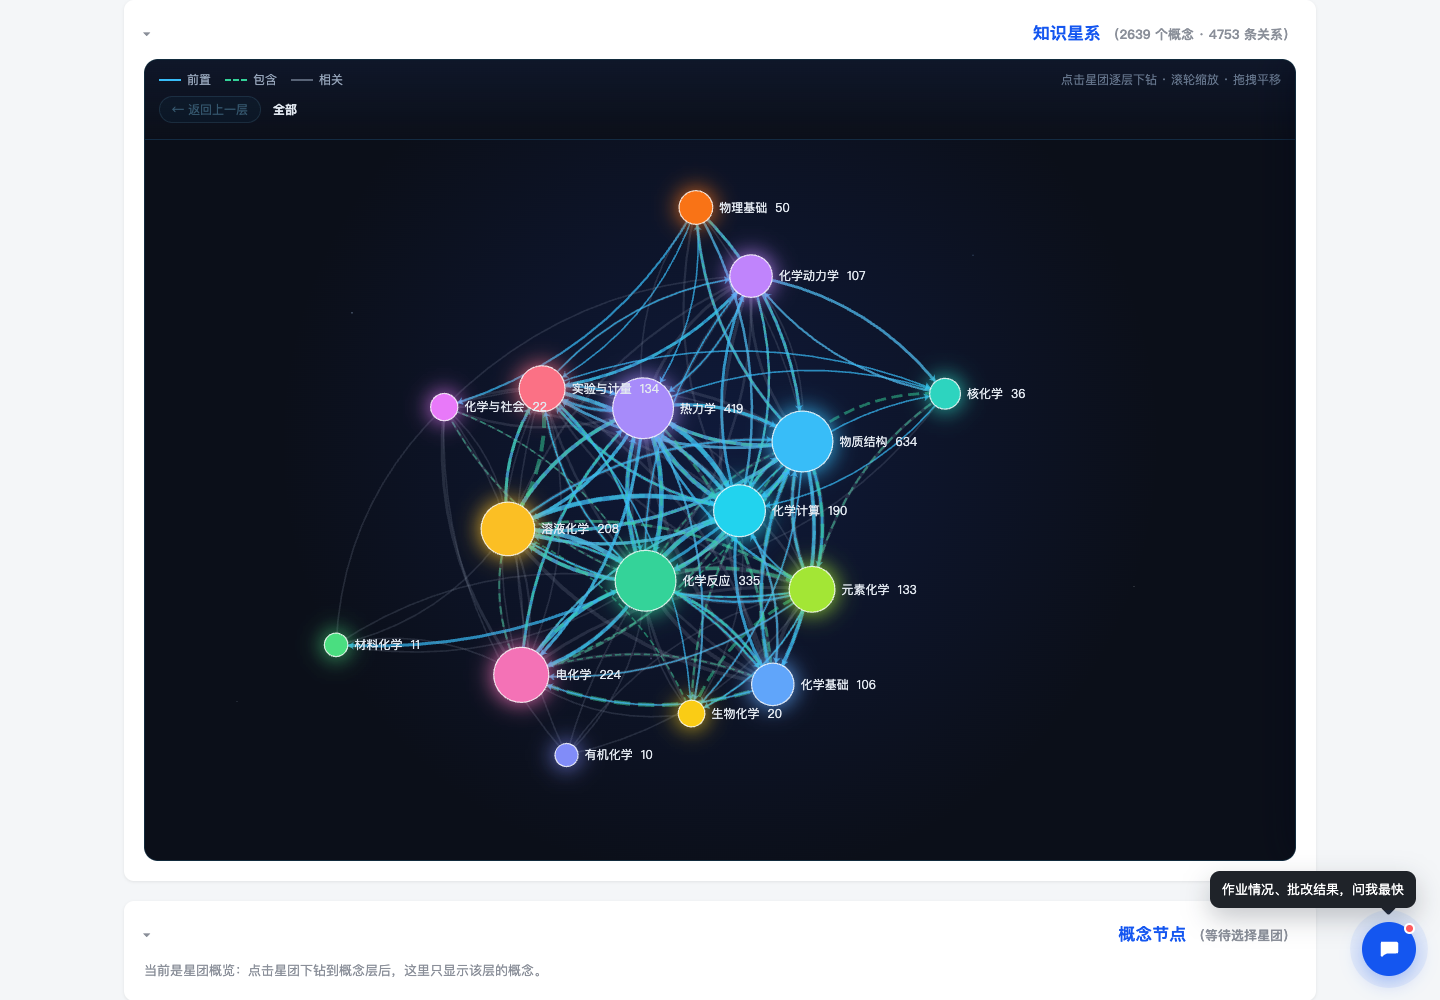 知识星系 （2639 个概念 · 4753 条关系）
前置 包含 相关
点击星团逐层下钻 · 滚轮缩放 · 拖拽平移
← 返回上一层 全部
物理基础 50
化学动力学 107
实验与计量 134
核化学 36
化学与社会 22
热力学 419
物质结构 634
化学计算 190
溶液化学 208
化学反应 335
元素化学 133
材料化学 11
电化学 224
化学基础 106
生物化学 20
有机化学 10
作业情况、批改结果，问我最快
概念节点 （等待选择星团）
当前是星团概览：点击星团下钻到概念层后，这里只显示该层的概念。